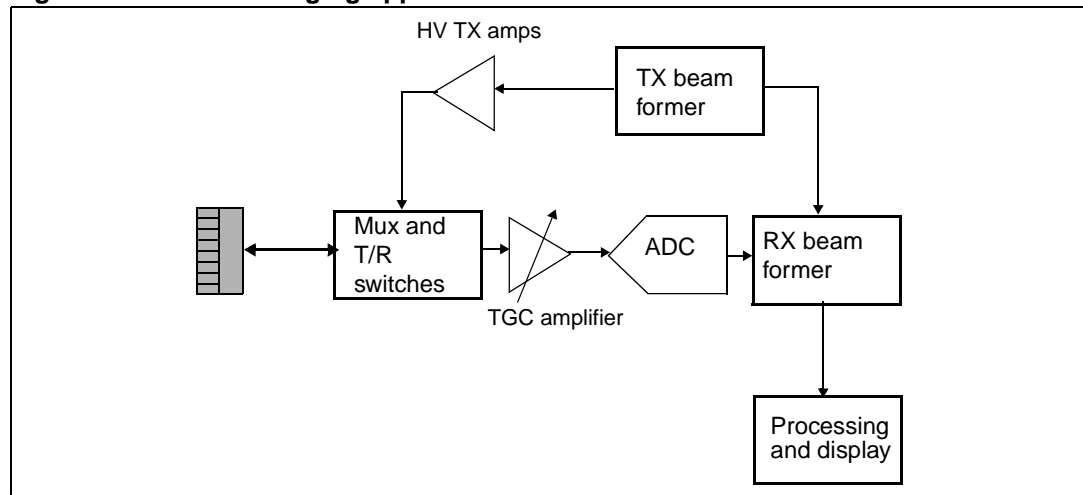 HV TX amps
TX beam
former
Mux and
T/R
switches
ADC
RX beam
former
TGC amplifier
Processing
and display